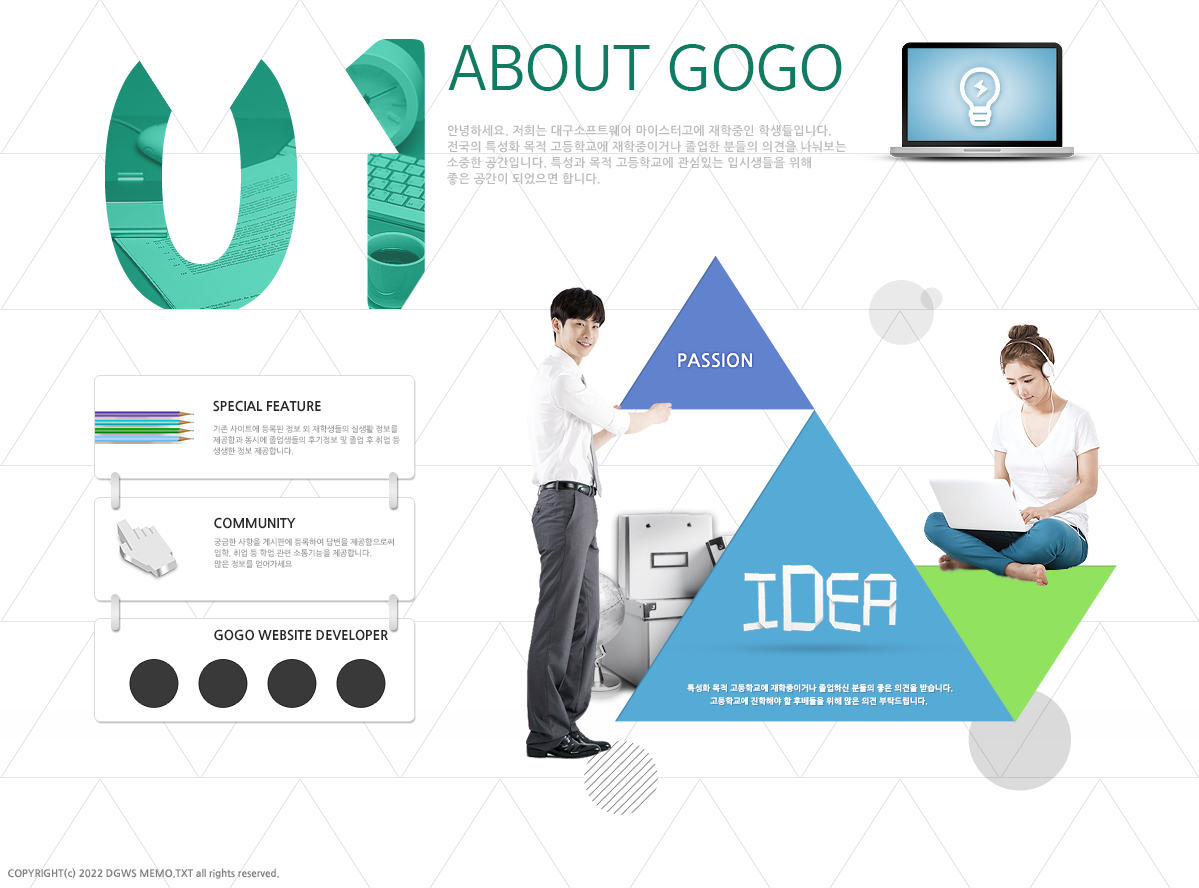 01
ABOUT GOGO
안녕하세요. 저희는 대구소프트웨어 마이스터고에 재학중인 학생들입니다.
전국의 특성화 목적 고등학교에 재학중이거나 졸업한 분들의 의견을 나눠보는
소중한 공간입니다. 특성과 목적 고등학교에 관심있는 입시생들을 위해
좋은 공간이 되었으면 합니다.
PASSION
SPECIAL FEATURE
기존 사이트에 등록된 정보 외 재학생들의 실생활 정보를
제공함과 동시에 졸업생들의 후기정보 및 졸업 후 취업 등
생생한 정보 제공합니다.
COMMUNITY
궁금한 사항을 게시판에 등록하여 답변을 제공함으로써
입학, 취업 등 학업 관련 소통기능을 제공합니다.
많은 정보를 얻어가세요
GOGO WEBSITE DEVELOPER
IDEA
특성화 목적 고등학교에 재학중이거나 졸업하신 분들의 좋은 의견을 받습니다.
고등학교에 진학해야 할 후배들을 위해 많은 의견 부탁드립니다.
COPYRIGHT(c) 2022 DGWS MEMO.TXT all rights reserved.